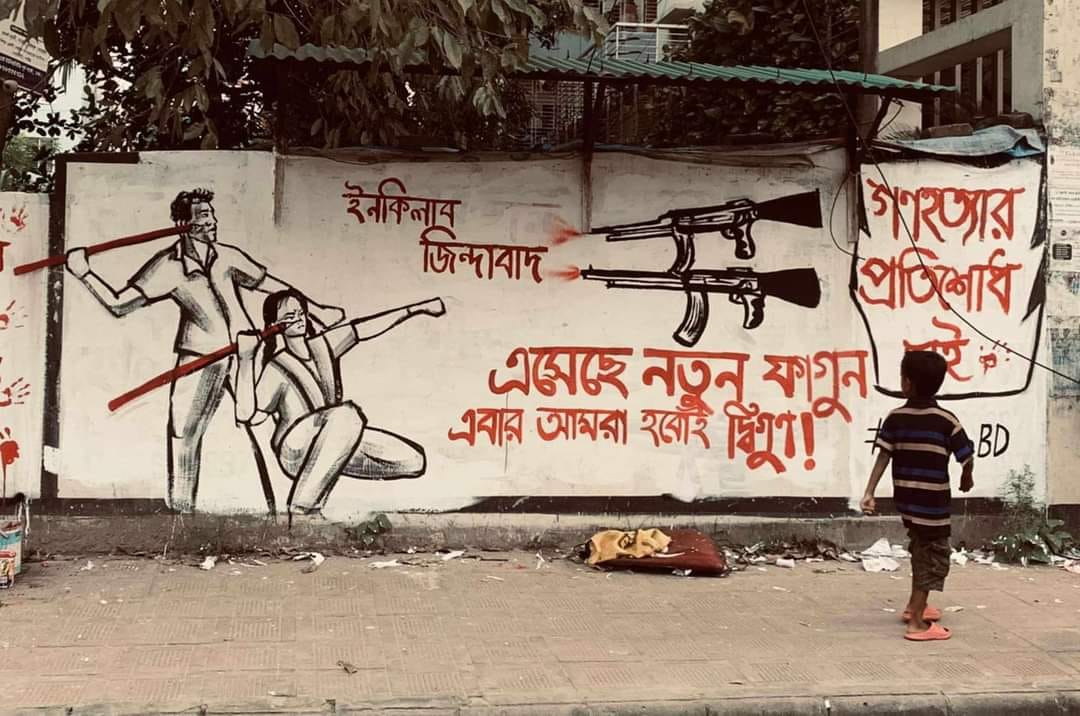 ইনকিলাব
জিন্দাবাদ
এসেছে নতুন ফাগুন
এবার আমরা হবোই দ্বিগুণ!
গণহত্যার
প্রতিশোধ
BD